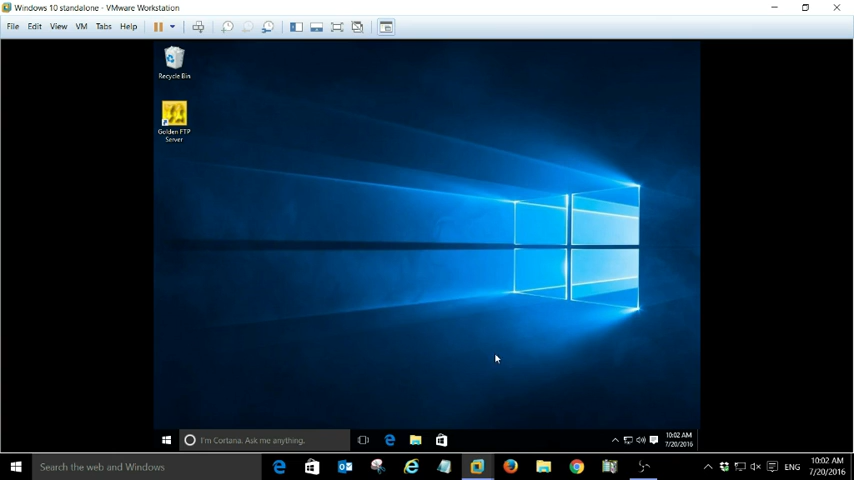 Windows 10 standalone - VMware Workstation
File Edit View VM Tabs Help
Recycle Bin
Golden FTP
Server
I'm Cortana. Ask me anything.
10:02 AM
7/20/2016
Search the web and Windows
ENG
10:02 AM
7/20/2016